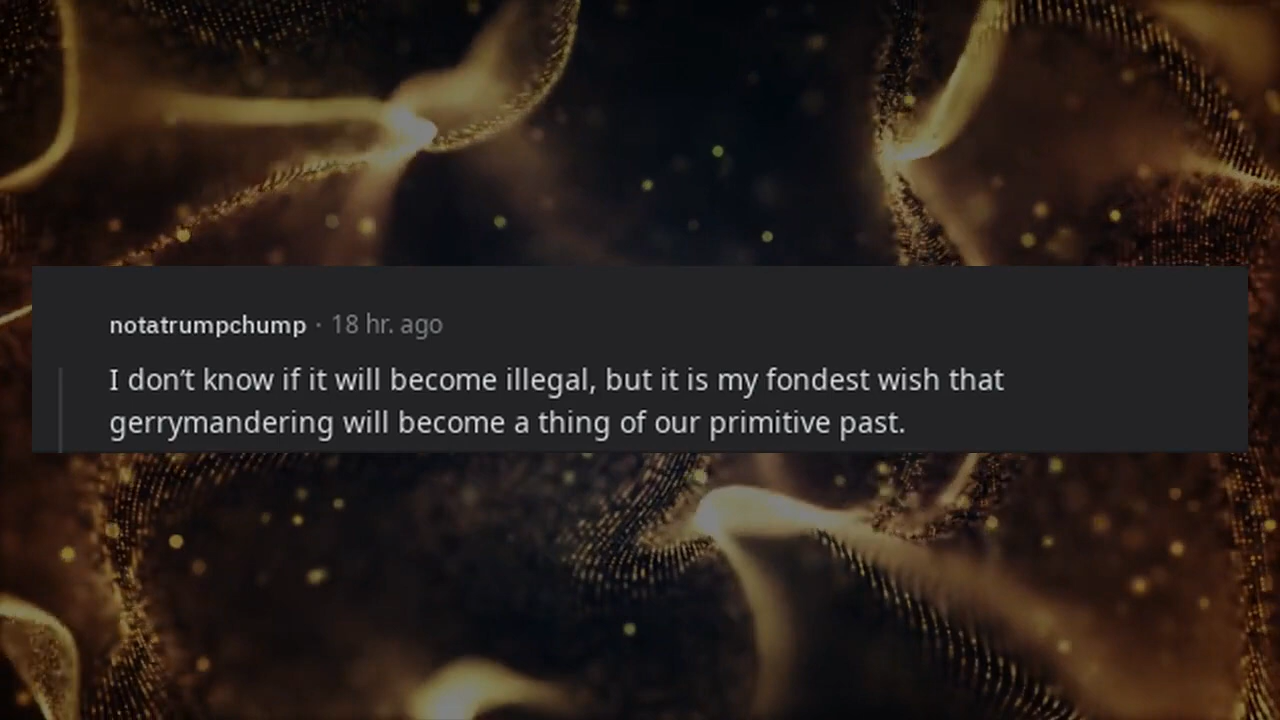 notatrumpchump · 18 hr. ago
I don’t know if it will become illegal, but it is my fondest wish that
gerrymandering will become a thing of our primitive past.